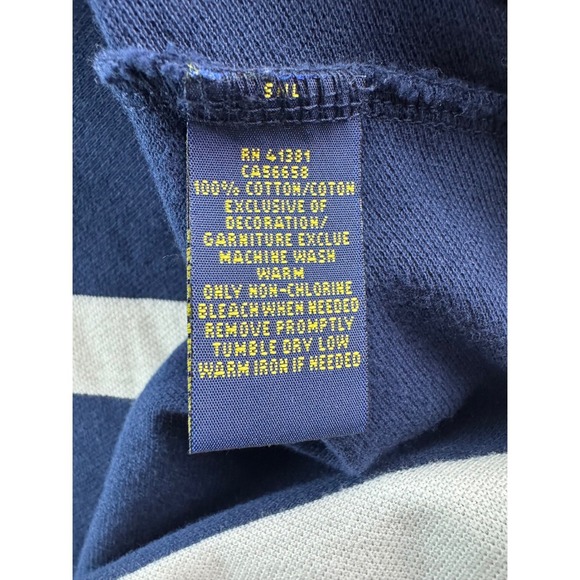 RN 41381
CA56658
100% COTTON/COTON
EXCLUSIVE OF
DECORATION/
GARNITURE EXCLUE
MACHINE WASH
WARM
ONLY NON-CHLORINE
BLEACH WHEN NEEDED
REMOVE PROMPTLY
TUMBLE DRY LOW
WARM IRON IF NEEDED